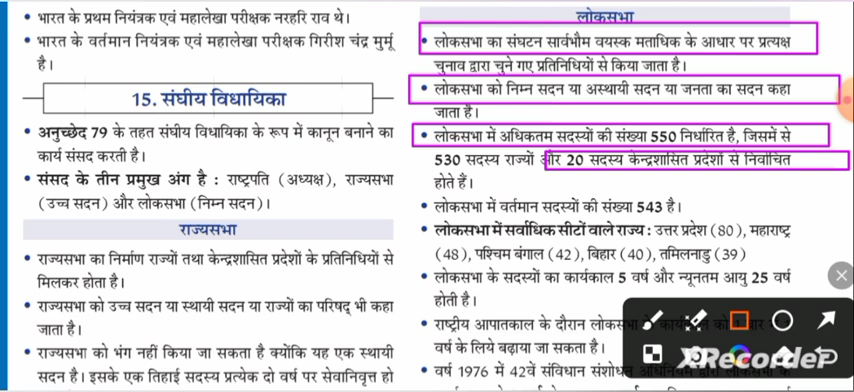 भारत के प्रथम नियंत्रक एवं महालेखा परीक्षक नरहरि राव थे।
भारत के वर्तमान नियंत्रक एवं महालेखा परीक्षक गिरीश चंद्र मुर्मू
है।
15. संघीय विधायिका
अनुच्छेद 79 के तहत संघीय विधायिका के रूप में कानून बनाने का
कार्य संसद करती है।
संसद के तीन प्रमुख अंग है : राष्ट्रपति (अध्यक्ष), राज्यसभा
(उच्च सदन) और लोकसभा (निम्न सदन)।
राज्यसभा
राज्यसभा का निर्माण राज्यों तथा केन्द्रशासित प्रदेशों के प्रतिनिधियों से
मिलकर होता है।
राज्यसभा को उच्च सदन या स्थायी सदन या राज्यों का परिषद् भी कहा
जाता है।
राज्यसभा को भंग नहीं किया जा सकता है क्योंकि यह एक स्थायी
सदन है। इसके एक तिहाई सदस्य प्रत्येक दो वर्ष पर सेवानिवृत्त हो
लोकसभा
लोकसभा का संघटन सार्वभौम वयस्क मताधिक के आधार पर प्रत्यक्ष
चुनाव द्वारा चुने गए प्रतिनिधियों से किया जाता है।
लोकसभा को निम्न सदन या अस्थायी सदन या जनता का सदन कहा
जाता है।
लोकसभा में अधिकतम सदस्यों की संख्या 550 निर्धारित है, जिसमें से
530 सदस्य राज्यों और 20 सदस्य केन्द्रशासित प्रदेशों से निर्वाचित
होते हैं।
लोकसभा में वर्तमान सदस्यों की संख्या 543 है।
लोकसभा में सर्वाधिक सीटों वाले राज्य : उत्तर प्रदेश (80), महाराष्ट्र
(48), पश्चिम बंगाल (42), बिहार (40), तमिलनाडु (39)
लोकसभा के सदस्यों का कार्यकाल 5 वर्ष और न्यूनतम आयु 25 वर्ष
होती है।
राष्ट्रीय आपातकाल के दौरान
वर्ष के लिये बढ़ाया जा सकता है।
वर्ष 1976 में 42वें संविधान
XRecorder